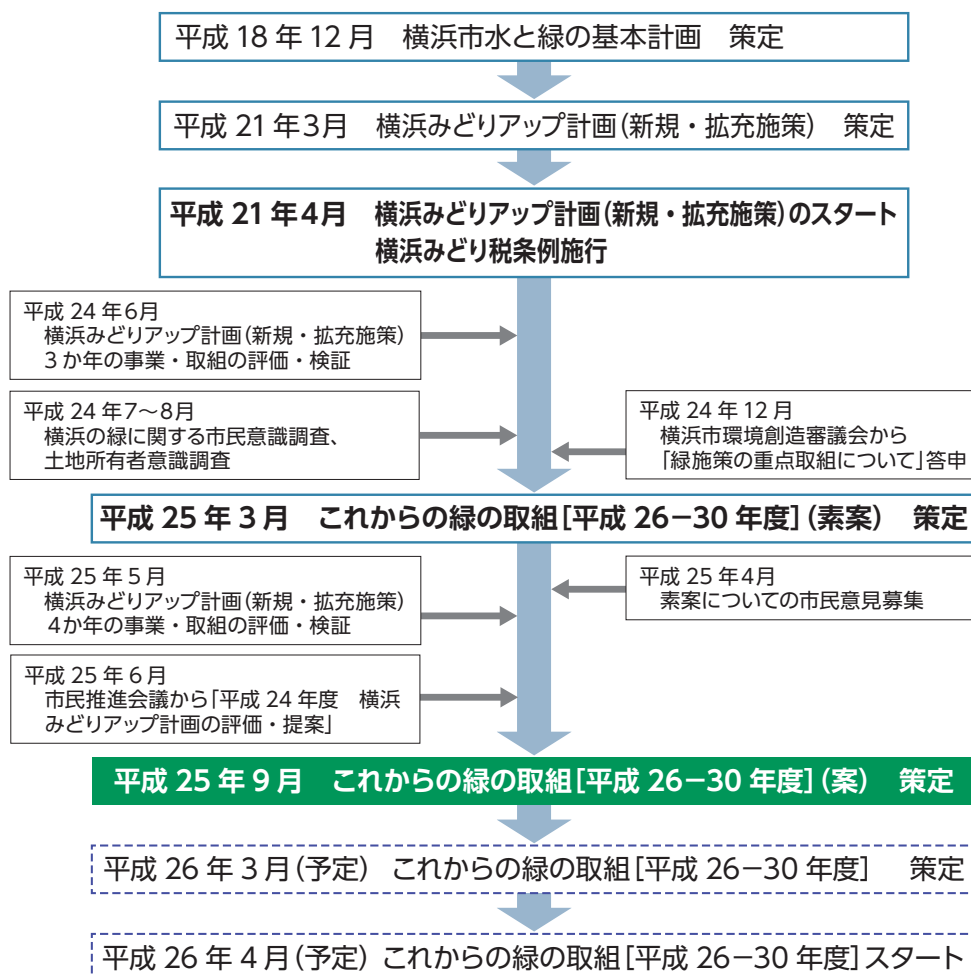 平成 18 年 12 月　横浜市水と緑の基本計画　策定
平成 21 年3月　横浜みどりアップ計画(新規・拡充施策)　策定
平成 21 年4月　横浜みどりアップ計画(新規・拡充施策)のスタート
横浜みどり税条例施行
平成 24 年6月
横浜みどりアップ計画(新規・拡充施策)
３か年の事業・取組の評価・検証
平成 24 年7～8月
横浜の緑に関する市民意識調査、
土地所有者意識調査
平成 24 年 12 月
横浜市環境創造審議会から
「緑施策の重点取組について」答申
平成 25 年 3 月　これからの緑の取組[平成 26－30 年度](素案)　策定
平成 25 年 5 月
横浜みどりアップ計画(新規・拡充施策)
４か年の事業・取組の評価・検証
平成 25 年4月
素案についての市民意見募集
平成 25 年 6 月
市民推進会議から「平成 24 年度　横浜
みどりアップ計画の評価・提案」
平成 25 年 9 月　これからの緑の取組[平成 26－30 年度](案)　策定
平成 26 年 3 月(予定)　これからの緑の取組[平成 26－30 年度]　策定
平成 26 年 4 月(予定)　これからの緑の取組[平成 26－30 年度]スタート